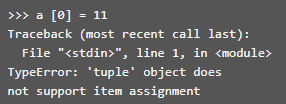 >>> a [0] = 11
Traceback (most recent call last):
  File "<stdin>", line 1, in <module>
TypeError: 'tuple' object does
not support item assignment